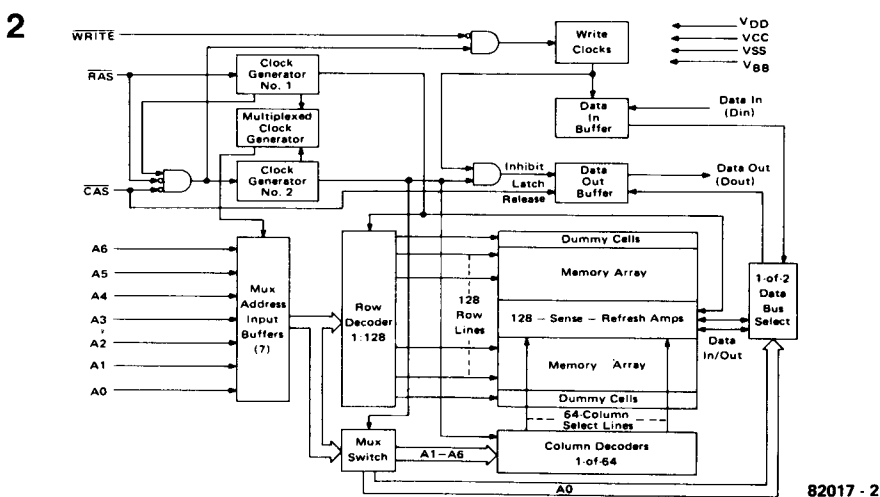 2
WRITE
RAS
CAS
Clock
Generator
No. 1
Multiplexed
Clock
Generator
Clock
Generator
No. 2
Write
Clocks
VDD
VCC
VSS
VBB
Data
In
Buffer
Data In
(Din)
Inhibit
Latch
Release
Data
Out
Buffer
Data Out
(Dout)
A6
A5
A4
A3
A2
A1
A0
Mux
Address
Input
Buffers
(7)
Row
Decoder
1:128
128
Row
Lines
Dummy Cells
Memory Array
128 – Sense – Refresh Amps
Memory Array
Dummy Cells
64-Column
Select Lines
1-of-2
Data
Bus
Select
Data
In/Out
Mux
Switch
A1–A6
Column Decoders
1-of-64
A0
82017 - 2